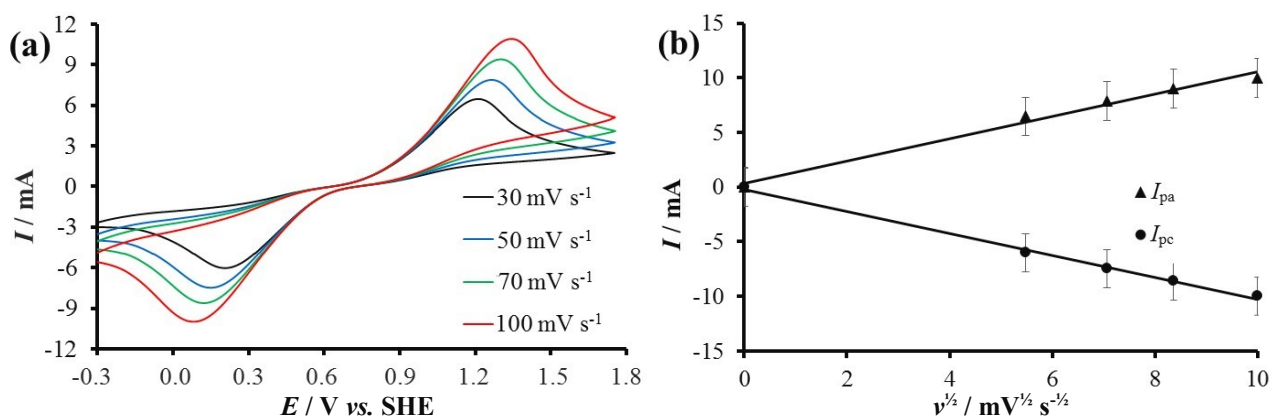 (a)
12
9
6
3
0
-3
-6
-9
-12
I / mA
30 mV s⁻¹
50 mV s⁻¹
70 mV s⁻¹
100 mV s⁻¹
-0.3 0.0 0.3 0.6 0.9 1.2 1.5 1.8
E / V vs. SHE
(b)
15
10
5
0
-5
-10
-15
I / mA
Ipa
Ipc
0 2 4 6 8 10
v½ / mV½ s⁻½